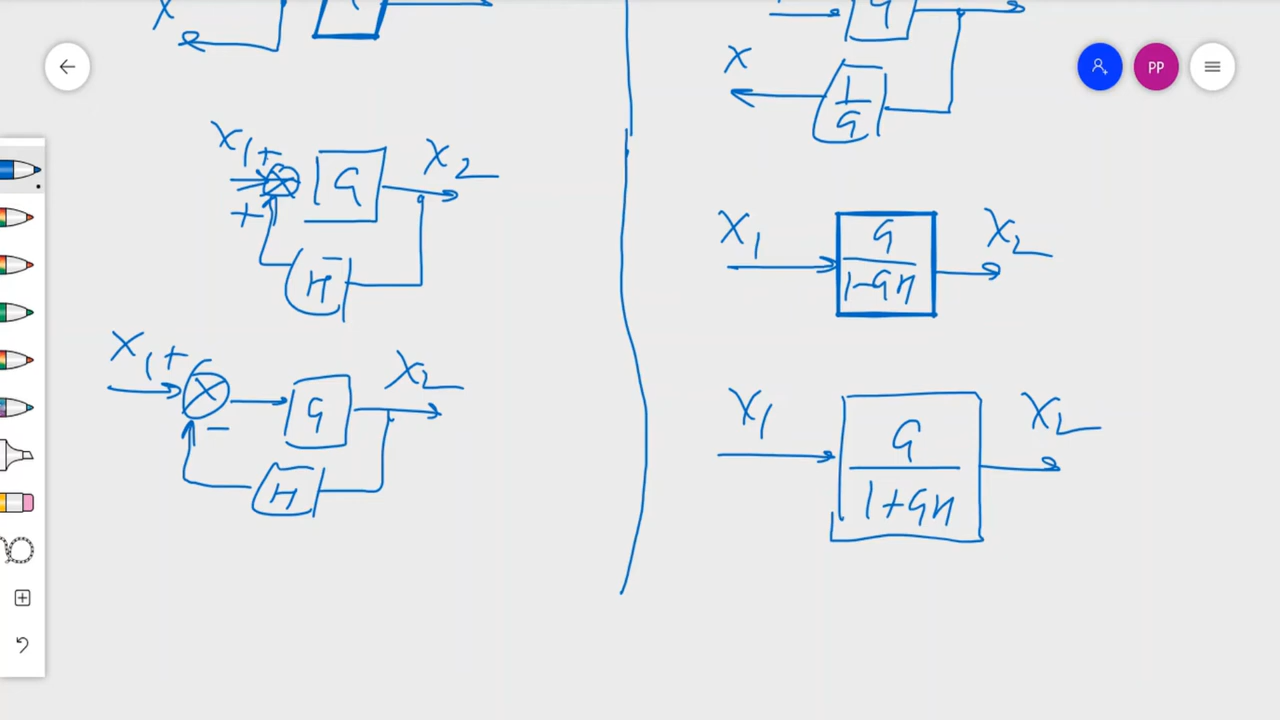 X
G
X
1
G
X1 +
+
G
X2
H
X1
G
1-GH
X2
X1 +
-
G
X2
H
X1
G
1+GH
X2
PP